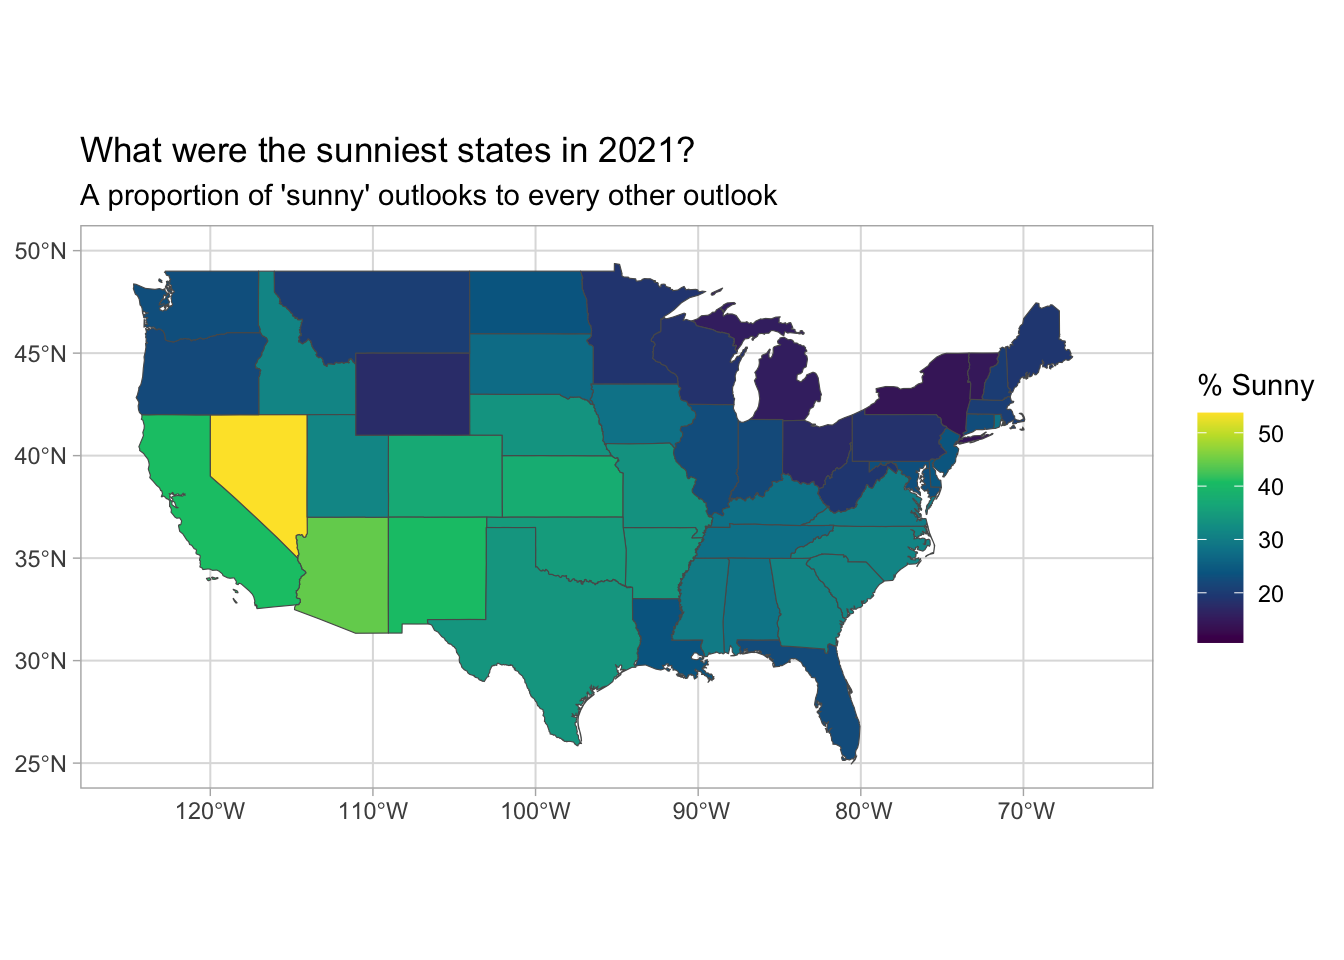 What were the sunniest states in 2021?
A proportion of 'sunny' outlooks to every other outlook
50°N
45°N
40°N
35°N
30°N
25°N
120°W 110°W 100°W 90°W 80°W 70°W
% Sunny
50
40
30
20